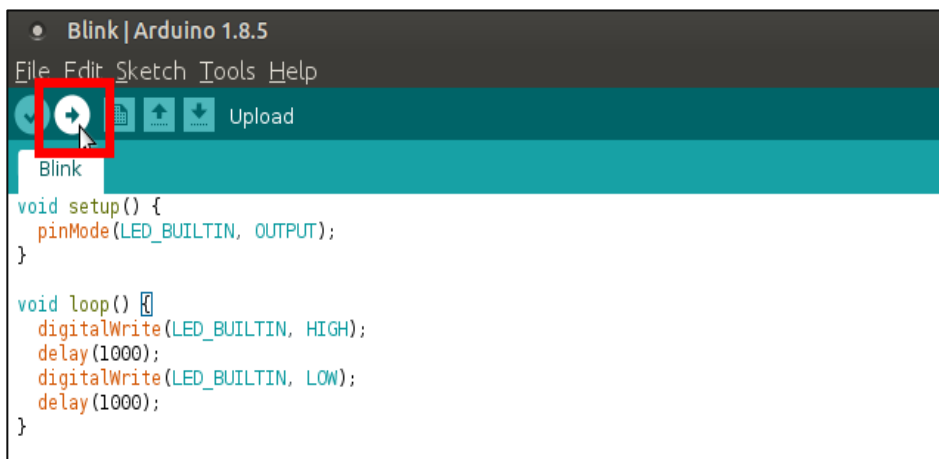 Blink | Arduino 1.8.5
File Edit Sketch Tools Help
Upload
Blink
void setup() {
  pinMode(LED_BUILTIN, OUTPUT);
}

void loop() {
  digitalWrite(LED_BUILTIN, HIGH);
  delay(1000);
  digitalWrite(LED_BUILTIN, LOW);
  delay(1000);
}